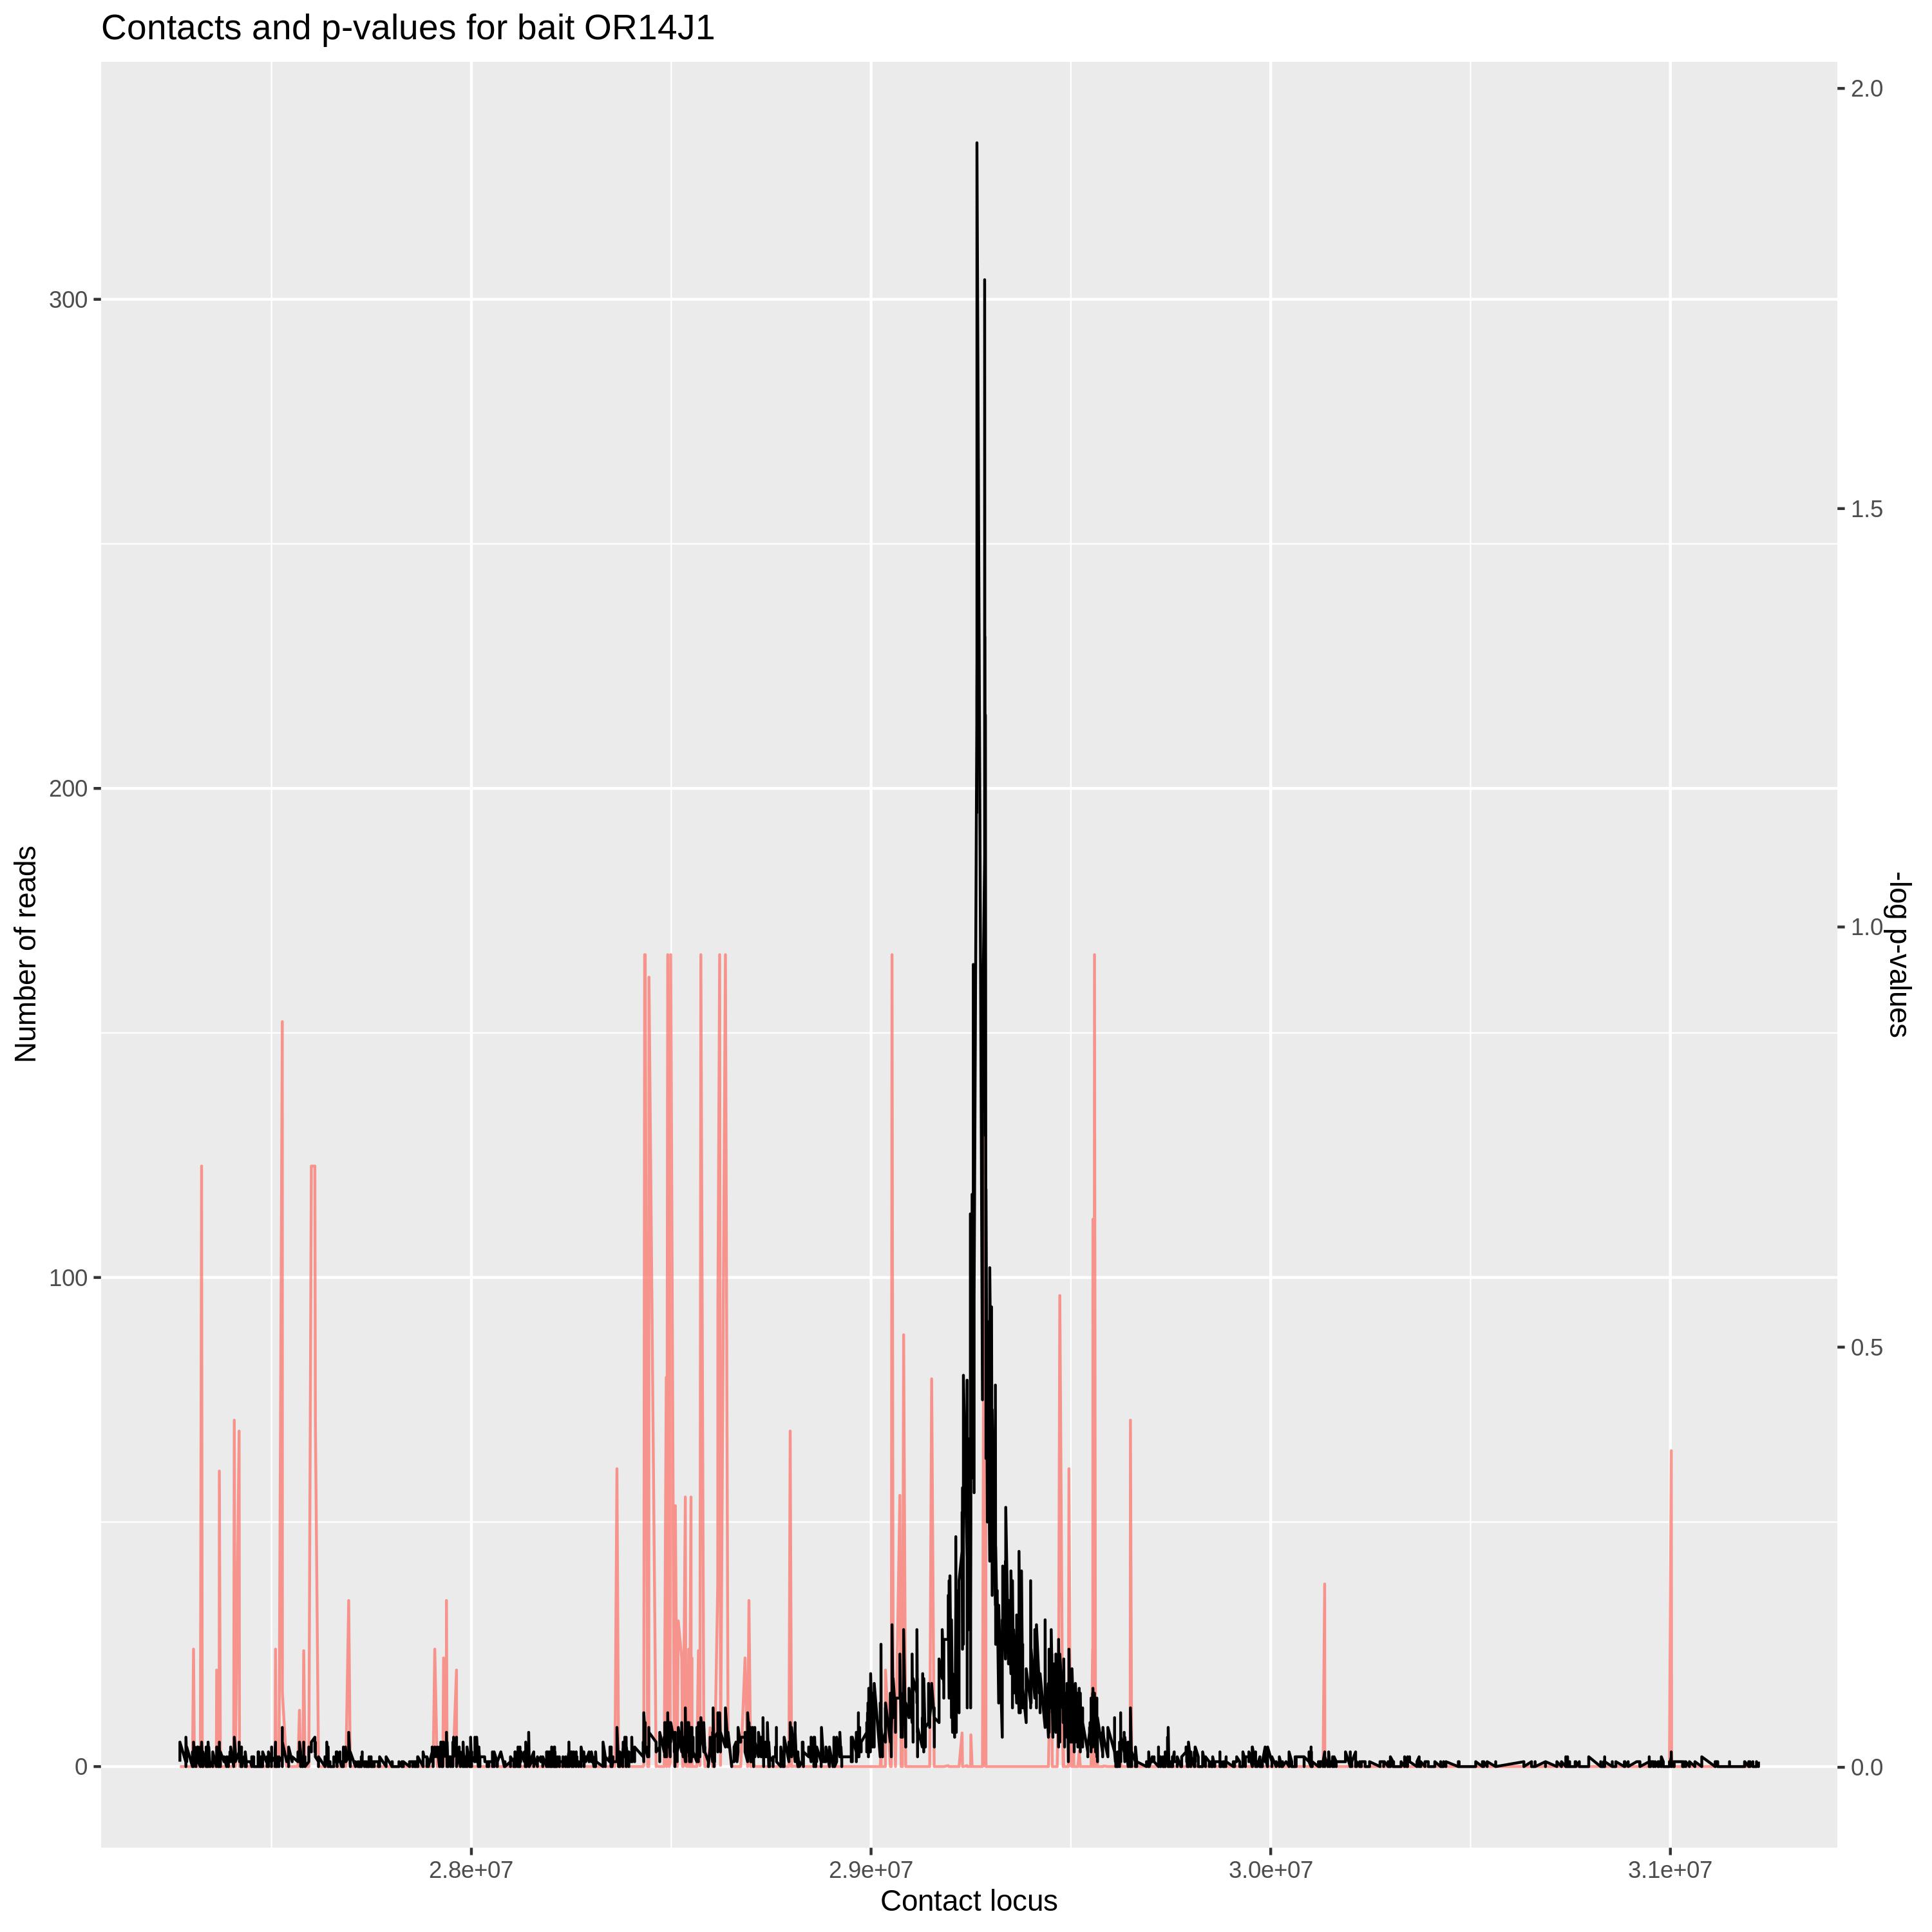 Contacts and p-values for bait OR14J1
Number of reads
300
200
100
0
2.0
1.5
1.0
0.5
0.0
-log p-values
2.8e+07
2.9e+07
3.0e+07
3.1e+07
Contact locus